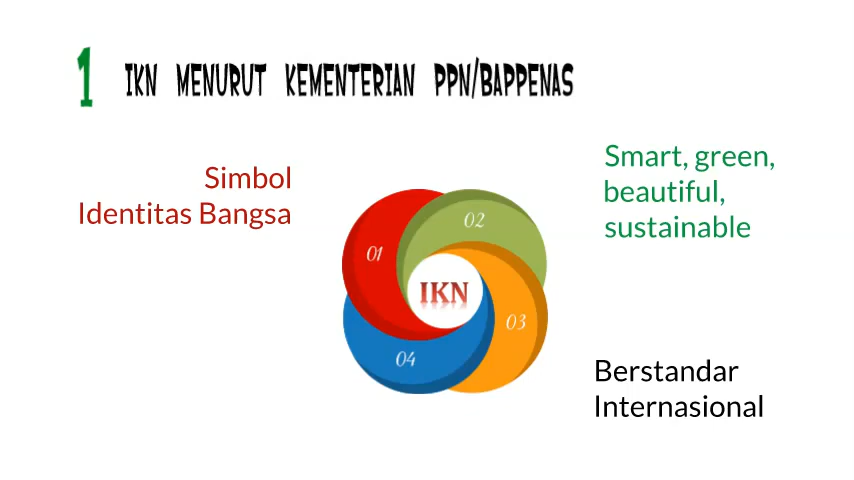 1 IKN MENURUT KEMENTERIAN PPN/BAPPENAS
Simbol
Identitas Bangsa
Smart, green,
beautiful,
sustainable
01
02
IKN
03
04
Berstandar
Internasional